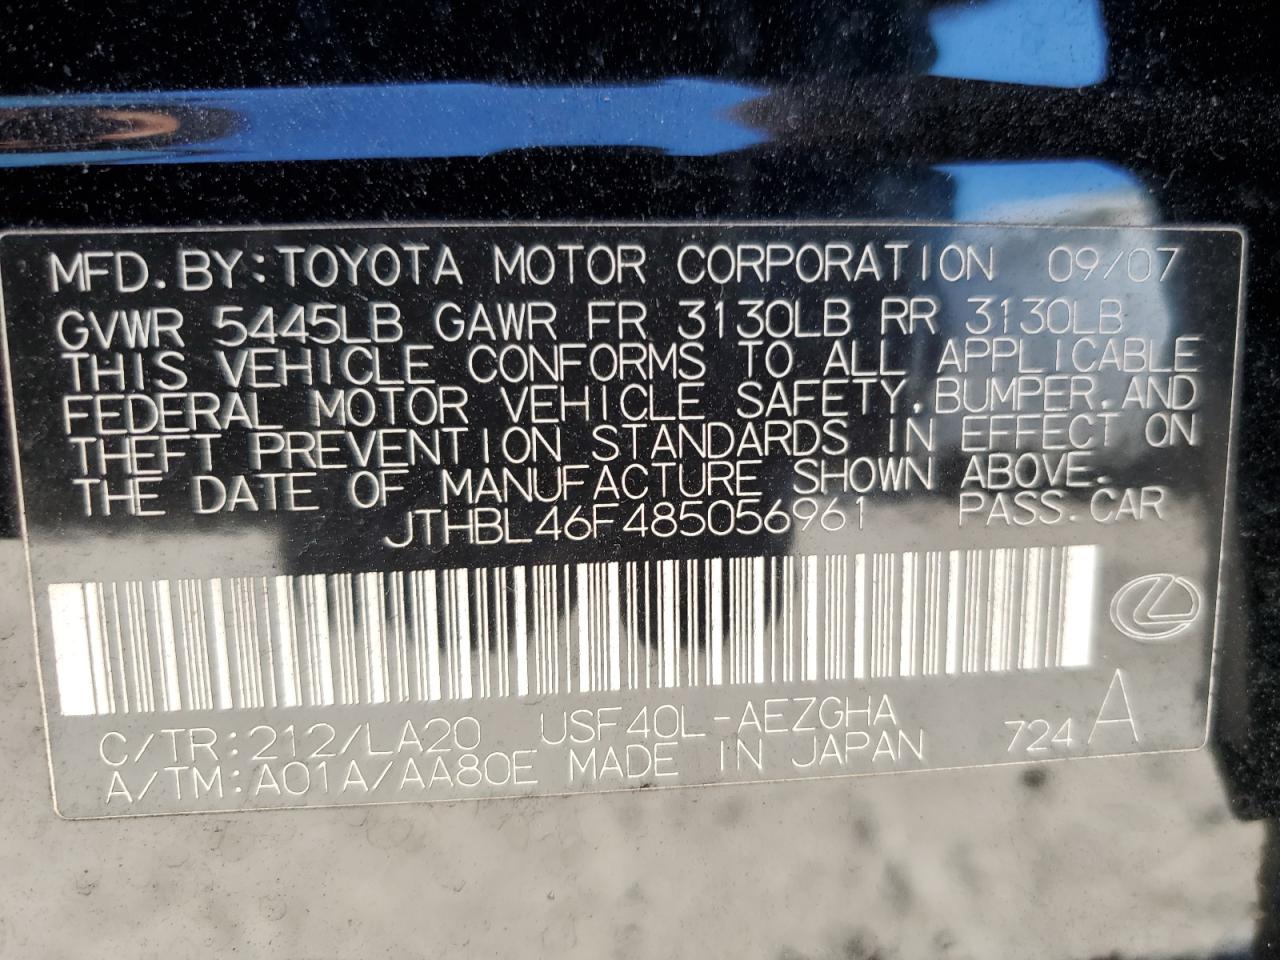 MFD. BY: TOYOTA MOTOR CORPORATION 09/07
GVWR 5445LB GAWR FR 3130LB RR 3130LB
THIS VEHICLE CONFORMS TO ALL APPLICABLE
FEDERAL MOTOR VEHICLE SAFETY, BUMPER, AND
THEFT PREVENTION STANDARDS IN EFFECT ON
THE DATE OF MANUFACTURE SHOWN ABOVE.
JTHBL46F485056961 PASS. CAR
C/TR: 212/LA20 USF40L-AEZGHA 724 A
A/TM: A01A/AA80E MADE IN JAPAN